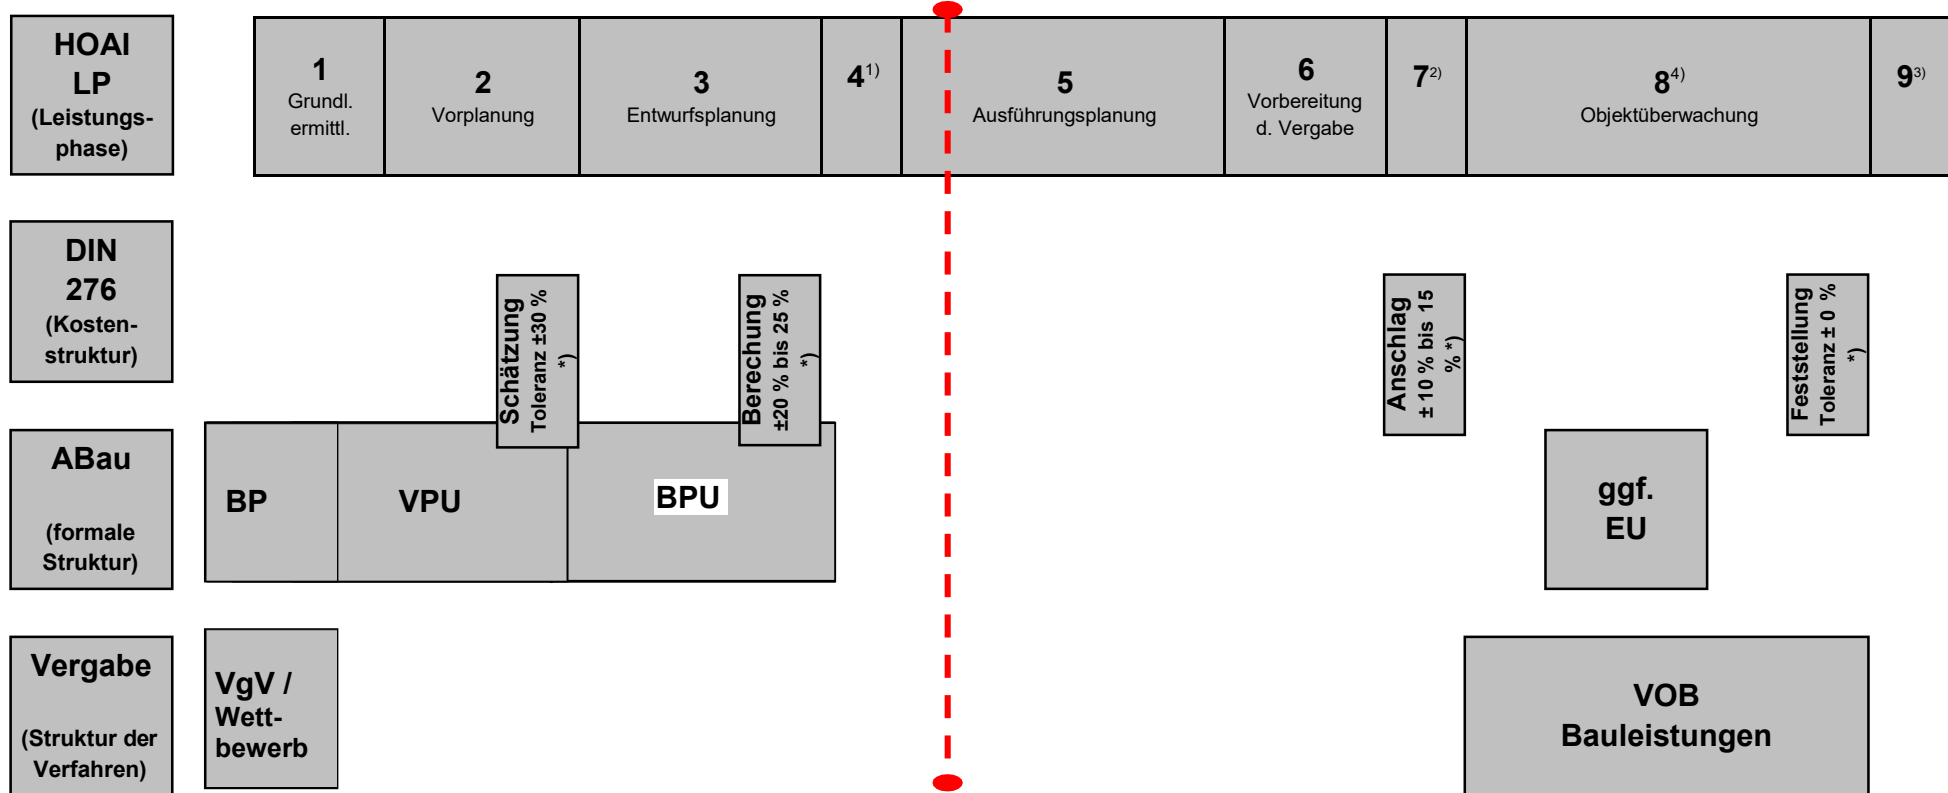 HOAI
LP
(Leistungs-
phase)
1
Grundl.
ermittl.
2
Vorplanung
3
Entwurfsplanung
4¹⁾
5
Ausführungsplanung
6
Vorbereitung
d. Vergabe
7²⁾
8⁴⁾
Objektüberwachung
9³⁾
DIN
276
(Kosten-
struktur)
Schätzung
Toleranz ±30 %
*)
Berechung
±20 % bis 25 %
*)
Anschlag
± 10 % bis 15
% *)
Feststellung
Toleranz ± 0 %
*)
ABau
(formale
Struktur)
BP
VPU
BPU
ggf.
EU
Vergabe
(Struktur der
Verfahren)
VgV /
Wett-
bewerb
VOB
Bauleistungen